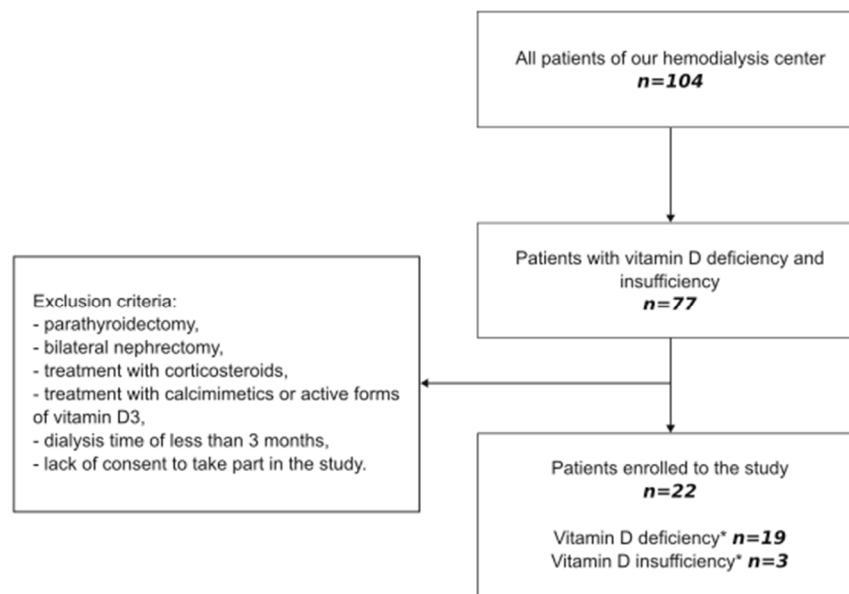 All patients of our hemodialysis center
n=104
Patients with vitamin D deficiency and
insufficiency
n=77
Exclusion criteria:
- parathyroidectomy,
- bilateral nephrectomy,
- treatment with corticosteroids,
- treatment with calcimimetics or active forms
of vitamin D3,
- dialysis time of less than 3 months,
- lack of consent to take part in the study.
Patients enrolled to the study
n=22
Vitamin D deficiency* n=19
Vitamin D insufficiency* n=3